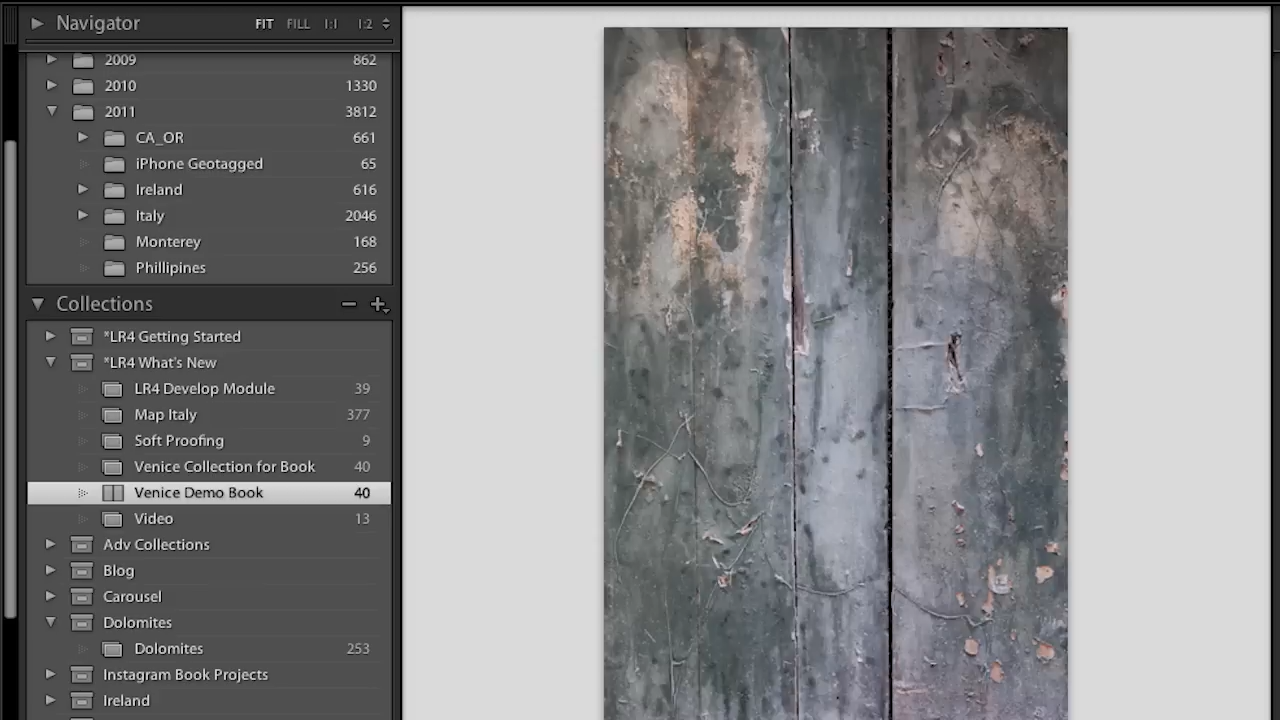 Navigator FIT FILL 1:1 1:2
2009 862
2010 1330
2011 3812
CA_OR 661
iPhone Geotagged 65
Ireland 616
Italy 2046
Monterey 168
Phillipines 256
Collections
*LR4 Getting Started
*LR4 What's New
LR4 Develop Module 39
Map Italy 377
Soft Proofing 9
Venice Collection for Book 40
Venice Demo Book 40
Video 13
Adv Collections
Blog
Carousel
Dolomites
Dolomites 253
Instagram Book Projects
Ireland